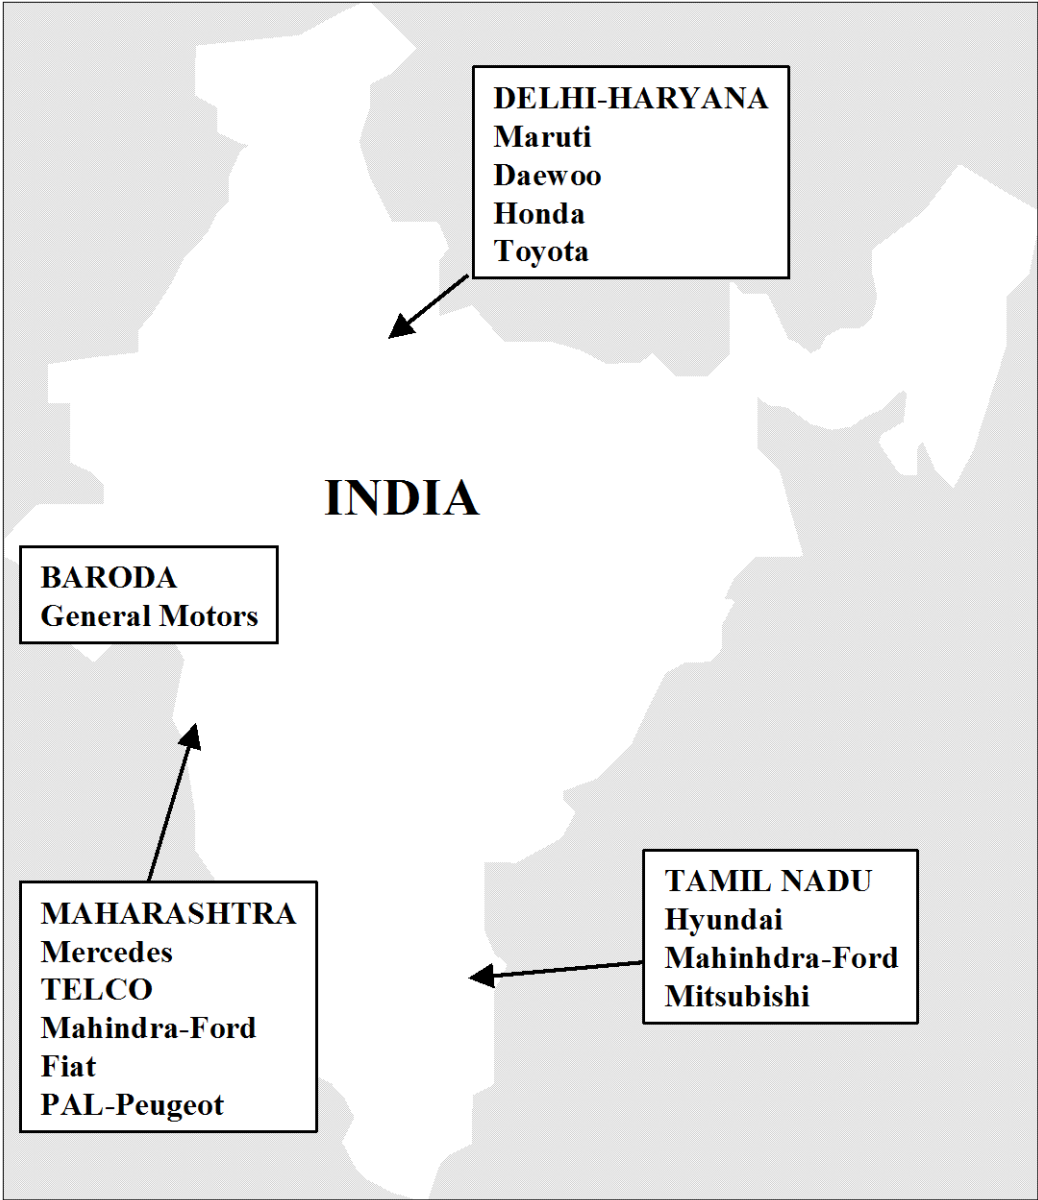 DELHI-HARYANA
Maruti
Daewoo
Honda
Toyota
INDIA
BARODA
General Motors
MAHARASHTRA
Mercedes
TELCO
Mahindra-Ford
Fiat
PAL-Peugeot
TAMIL NADU
Hyundai
Mahinhdra-Ford
Mitsubishi